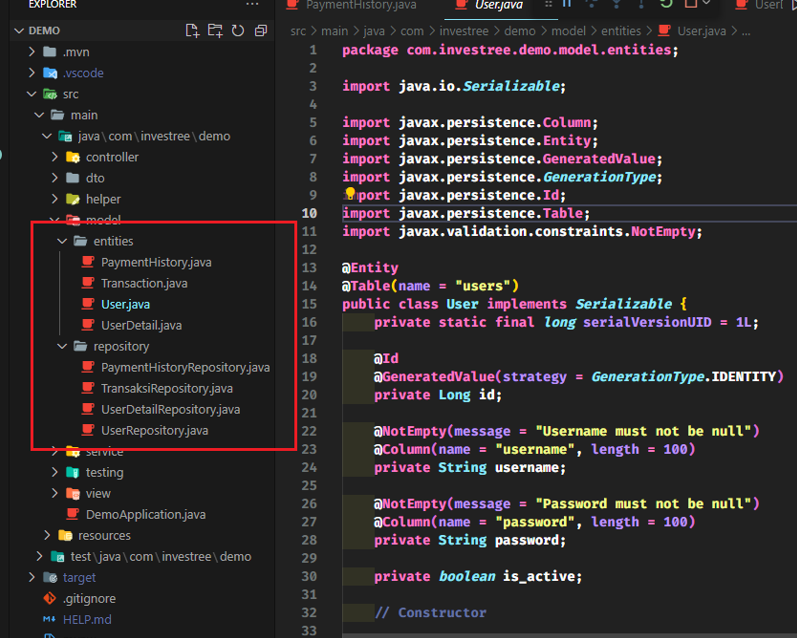 EXPLORER
...
DEMO
.mvn
.vscode
src
main
java\com\investree\demo
controller
dto
helper
model
entities
PaymentHistory.java
Transaction.java
User.java
UserDetail.java
repository
PaymentHistoryRepository.java
TransaksiRepository.java
UserDetailRepository.java
UserRepository.java
service
testing
view
DemoApplication.java
resources
test\java\com\investree\demo
target
.gitignore
HELP.md
PaymentHistory.java
User.java
src > main > java > com > investree > demo > model > entities > User.java > ...
1 package com.investree.demo.model.entities;
2
3 import java.io.Serializable;
4
5 import javax.persistence.Column;
6 import javax.persistence.Entity;
7 import javax.persistence.GeneratedValue;
8 import javax.persistence.GenerationType;
9 import javax.persistence.Id;
10 import javax.persistence.Table;
11 import javax.validation.constraints.NotEmpty;
12
13 @Entity
14 @Table(name = "users")
15 public class User implements Serializable {
16 private static final long serialVersionUID = 1L;
17
18 @Id
19 @GeneratedValue(strategy = GenerationType.IDENTITY)
20 private Long id;
21
22 @NotEmpty(message = "Username must not be null")
23 @Column(name = "username", length = 100)
24 private String username;
25
26 @NotEmpty(message = "Password must not be null")
27 @Column(name = "password", length = 100)
28 private String password;
29
30 private boolean is_active;
31
32 // Constructor
33